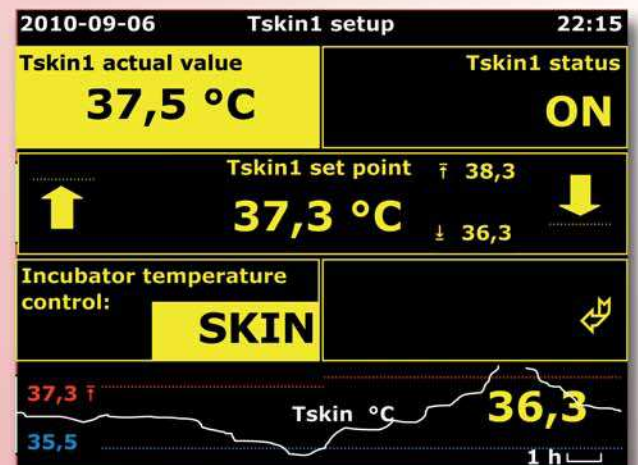 2010-09-06 Tskin1 setup 22:15
Tskin1 actual value
37,5 °C
Tskin1 status
ON
Tskin1 set point
37,3 °C
38,3
36,3
Incubator temperature
control:
SKIN
37,3
35,5
Tskin °C
36,3
1 h